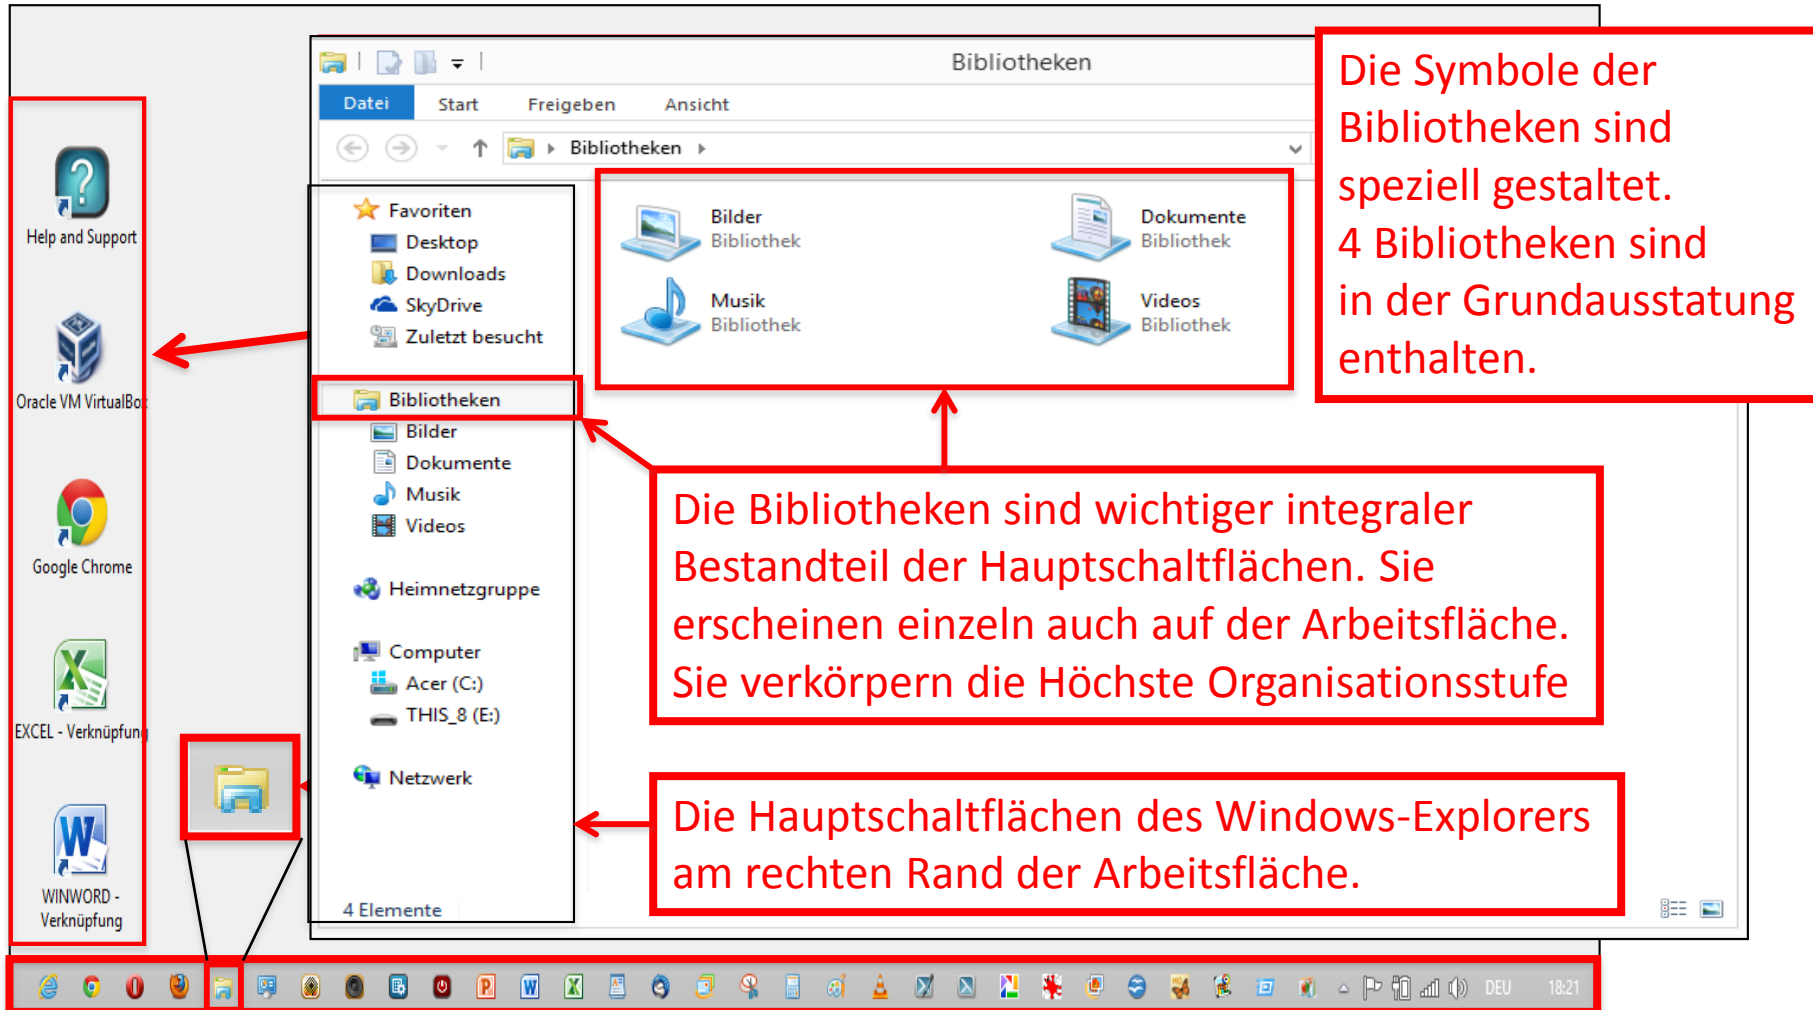 Bibliotheken
Datei Start Freigeben Ansicht
Bibliotheken
Help and Support
Oracle VM VirtualBox
Google Chrome
EXCEL - Verknüpfung
WINWORD -
Verknüpfung
Favoriten
Desktop
Downloads
SkyDrive
Zuletzt besucht
Bibliotheken
Bilder
Dokumente
Musik
Videos
Heimnetzgruppe
Computer
Acer (C:)
THIS_8 (E:)
Netzwerk
4 Elemente
Bilder
Bibliothek
Dokumente
Bibliothek
Musik
Bibliothek
Videos
Bibliothek
Die Symbole der
Bibliotheken sind
speziell gestaltet.
4 Bibliotheken sind
in der Grundausstatung
enthalten.
Die Bibliotheken sind wichtiger integraler
Bestandteil der Hauptschaltflächen. Sie
erscheinen einzeln auch auf der Arbeitsfläche.
Sie verkörpern die Höchste Organisationsstufe
Die Hauptschaltflächen des Windows-Explorers
am rechten Rand der Arbeitsfläche.
DEU 18:21